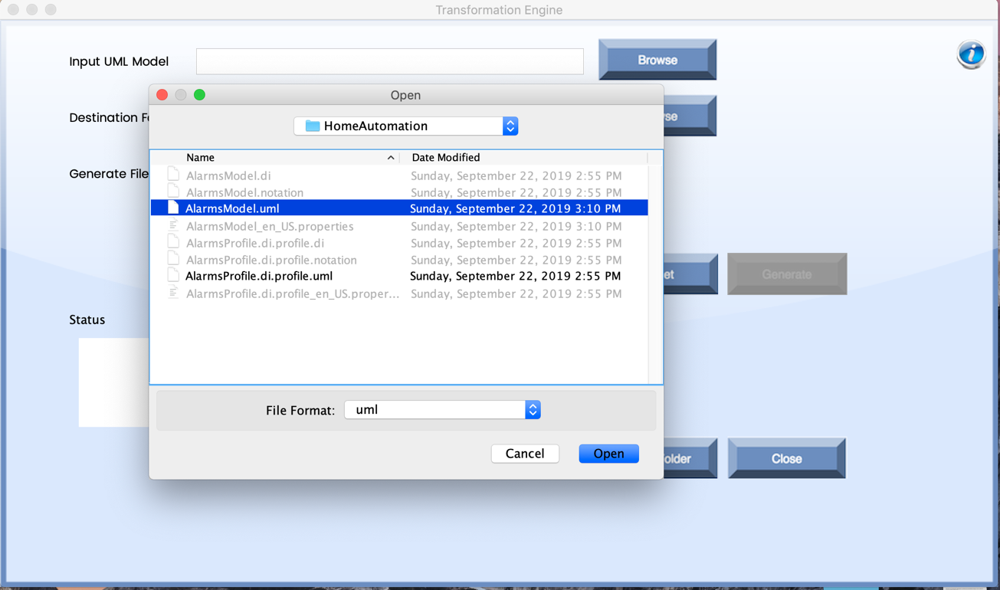 Transformation Engine
Input UML Model
Browse
Destination
Generate File
Open
HomeAutomation
Name Date Modified
AlarmsModel.di Sunday, September 22, 2019 2:55 PM
AlarmsModel.notation Sunday, September 22, 2019 2:55 PM
AlarmsModel.uml Sunday, September 22, 2019 3:10 PM
AlarmsModel_en_US.properties Sunday, September 22, 2019 3:10 PM
AlarmsProfile.di.profile.di Sunday, September 22, 2019 2:55 PM
AlarmsProfile.di.profile.notation Sunday, September 22, 2019 2:55 PM
AlarmsProfile.di.profile.uml Sunday, September 22, 2019 2:55 PM
AlarmsProfile.di.profile_en_US.proper... Sunday, September 22, 2019 2:55 PM
File Format: uml
Cancel Open
Generate
Status
Close